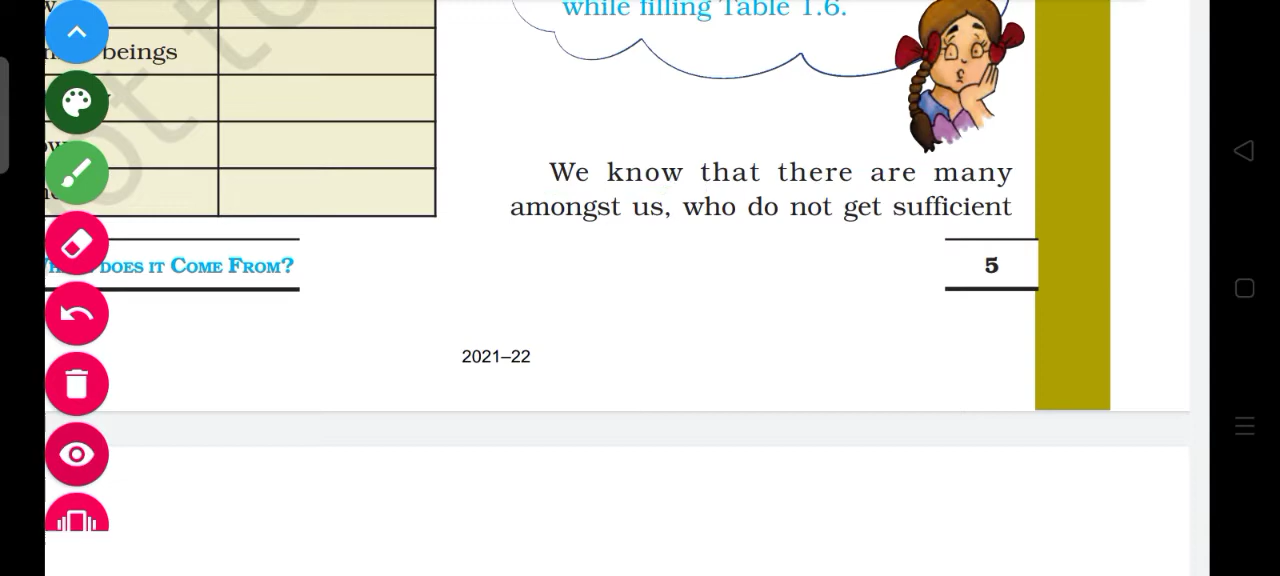 beings
while filling Table 1.6.
We know that there are many
amongst us, who do not get sufficient
DOES IT COME FROM?
5
2021–22